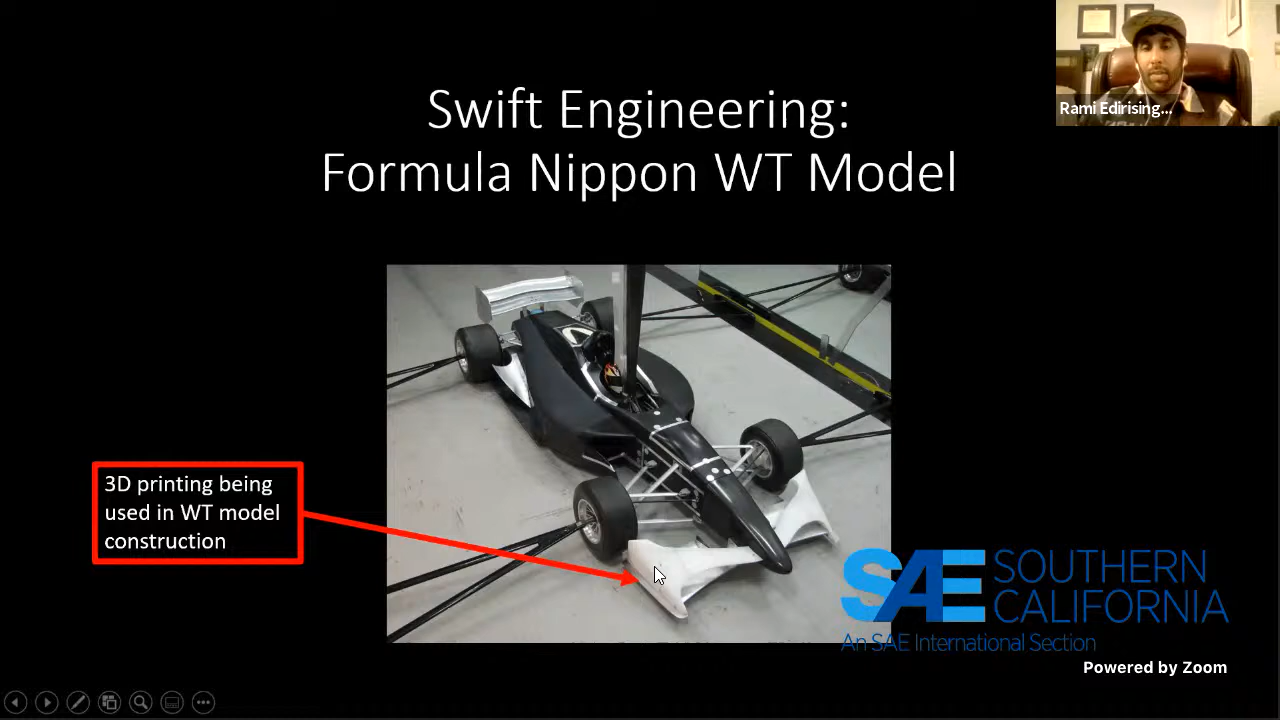 Swift Engineering:
Formula Nippon WT Model
Rami Edirising...
3D printing being
used in WT model
construction
SAE SOUTHERN
CALIFORNIA
An SAE International Section
Powered by Zoom